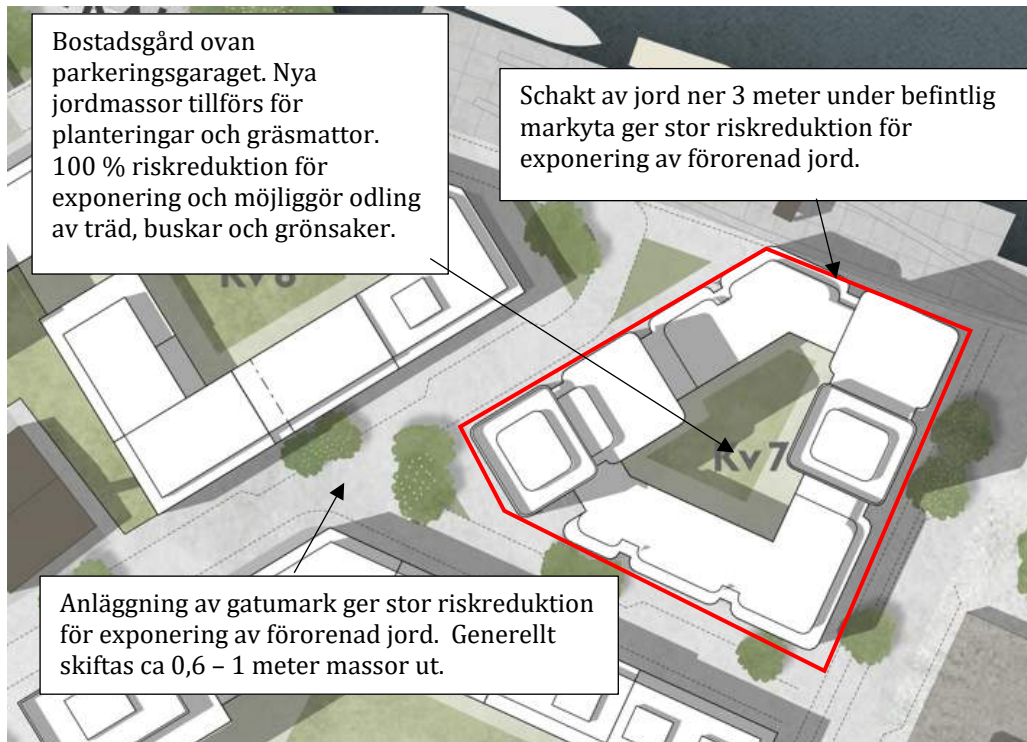 Bostadsgård ovan
parkeringsgaraget. Nya
jordmassor tillförs för
planteringar och gräsmattor.
100 % riskreduktion för
exponering och möjliggör odling
av träd, buskar och grönsaker.
Schakt av jord ner 3 meter under befintlig
markyta ger stor riskreduktion för
exponering av förorenad jord.
Kv 8
Kv 7
Anläggning av gatumark ger stor riskreduktion
för exponering av förorenad jord. Generellt
skiftas ca 0,6 – 1 meter massor ut.